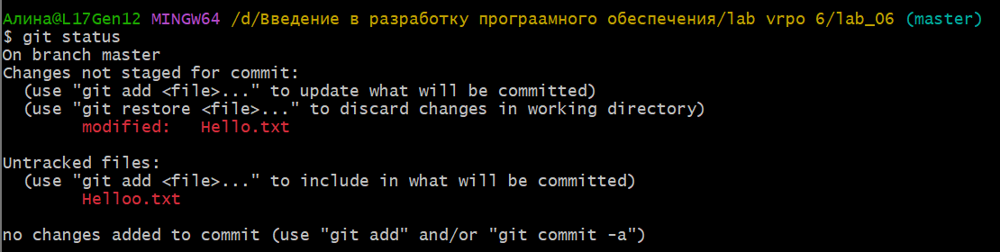 Алина@L17Gen12 MINGW64 /d/Введение в разработку програамного обеспечения/lab vrpo 6/lab_06 (master)
$ git status
On branch master
Changes not staged for commit:
  (use "git add <file>..." to update what will be committed)
  (use "git restore <file>..." to discard changes in working directory)
        modified:   Hello.txt

Untracked files:
  (use "git add <file>..." to include in what will be committed)
        Helloo.txt

no changes added to commit (use "git add" and/or "git commit -a")